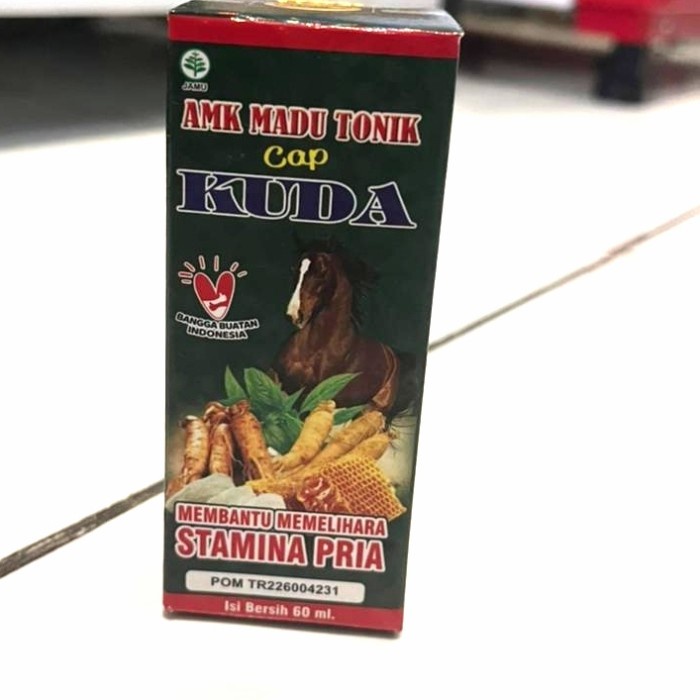 JAMU
AMK MADU TONIK
Cap
KUDA
BANGGA BUATAN
INDONESIA
MEMBANTU MEMELIHARA
STAMINA PRIA
POM TR226004231
Isi Bersih 60 ml.